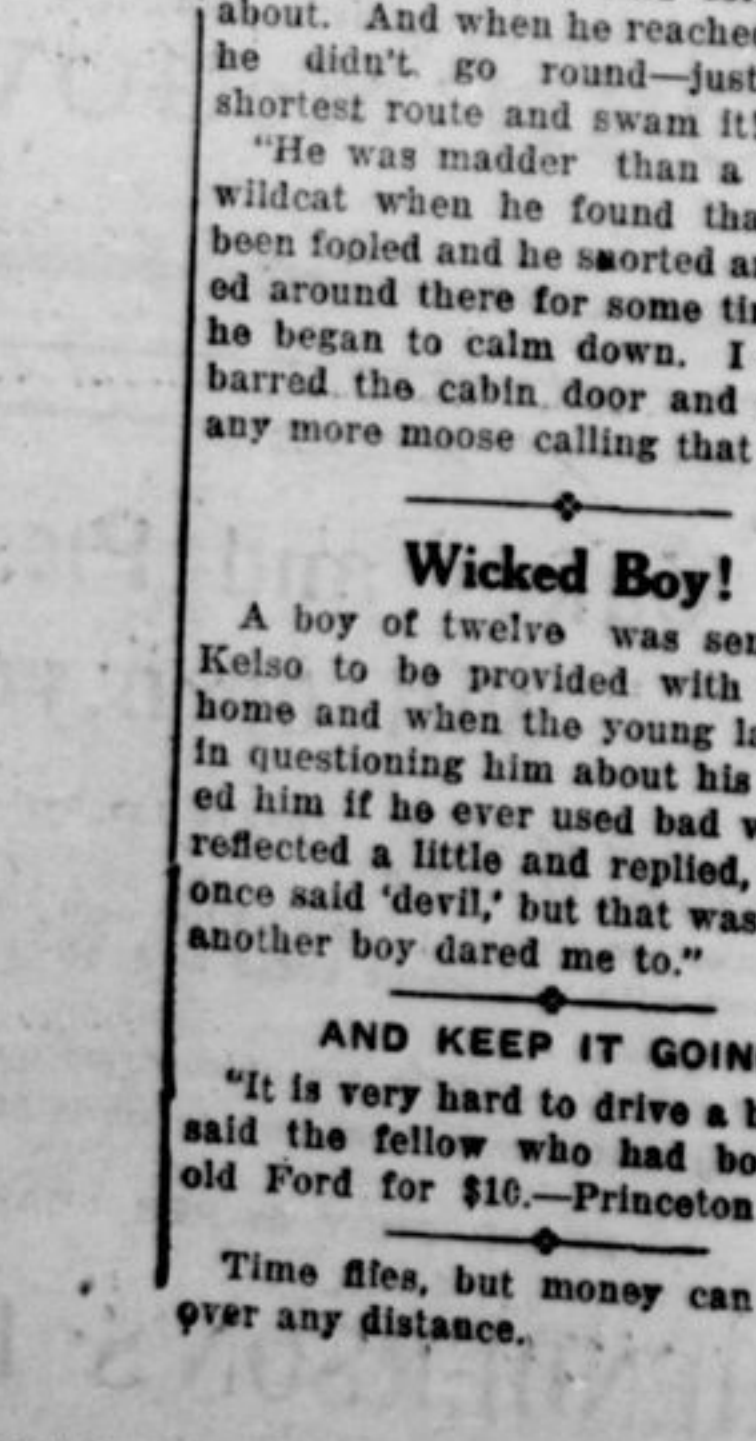 about. And when he reached
he didn't go round—just
shortest route and swam it!
"He was madder than a
wildcat when he found tha
been fooled and he snorted a
ed around there for some ti
he began to calm down. I
barred the cabin door and
any more moose calling that
Wicked Boy!
A boy of twelve was sen
Kelso to be provided with
home and when the young la
in questioning him about his
ed him if he ever used bad w
reflected a little and replied,
once said 'devil,' but that was
another boy dared me to."
AND KEEP IT GOIN
"It is very hard to drive a b
said the fellow who had bo
old Ford for $10.—Princeton
Time flies, but money can
over any distance.